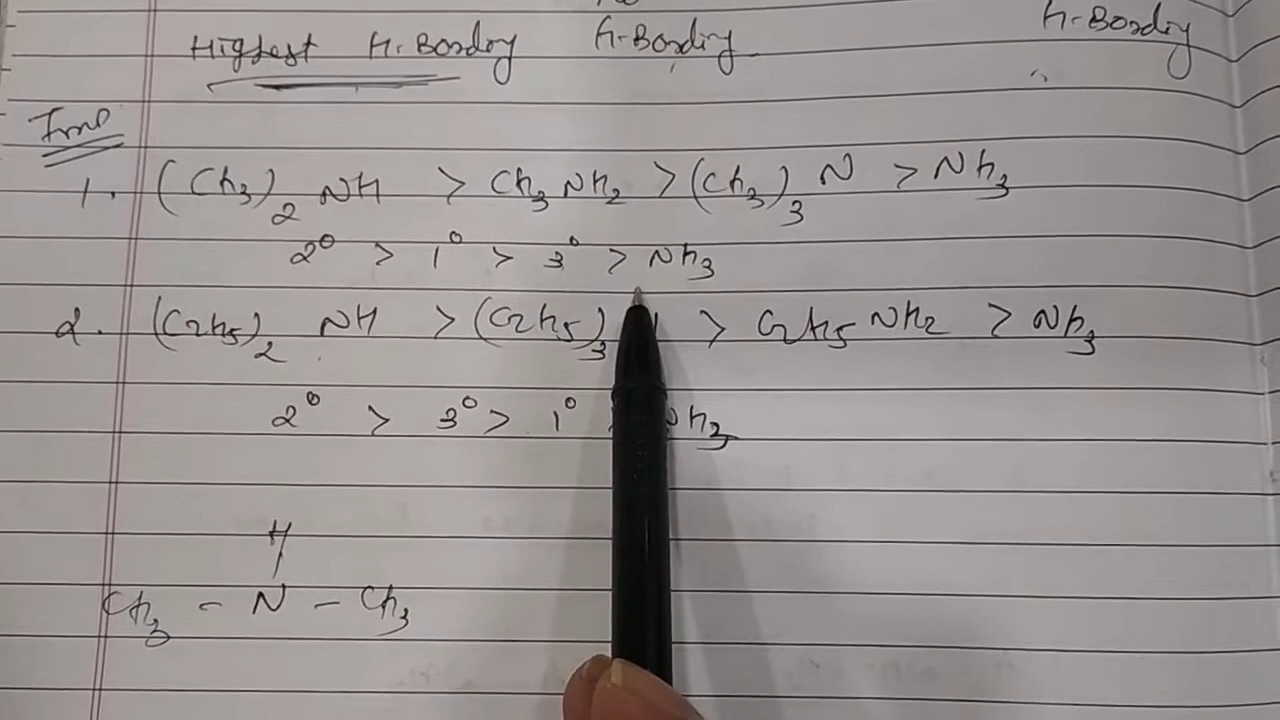 Highest H-Bonding H-Bonding H-Bonding
Imp
1. (CH3)2 NH > CH3 NH2 > (CH3)3 N > NH3
2° > 1° > 3° > NH3
2. (C2H5)2 NH > (C2H5)3 > C2H5 NH2 > NH3
2° > 3° > 1° NH3
H
CH3 - N - CH3